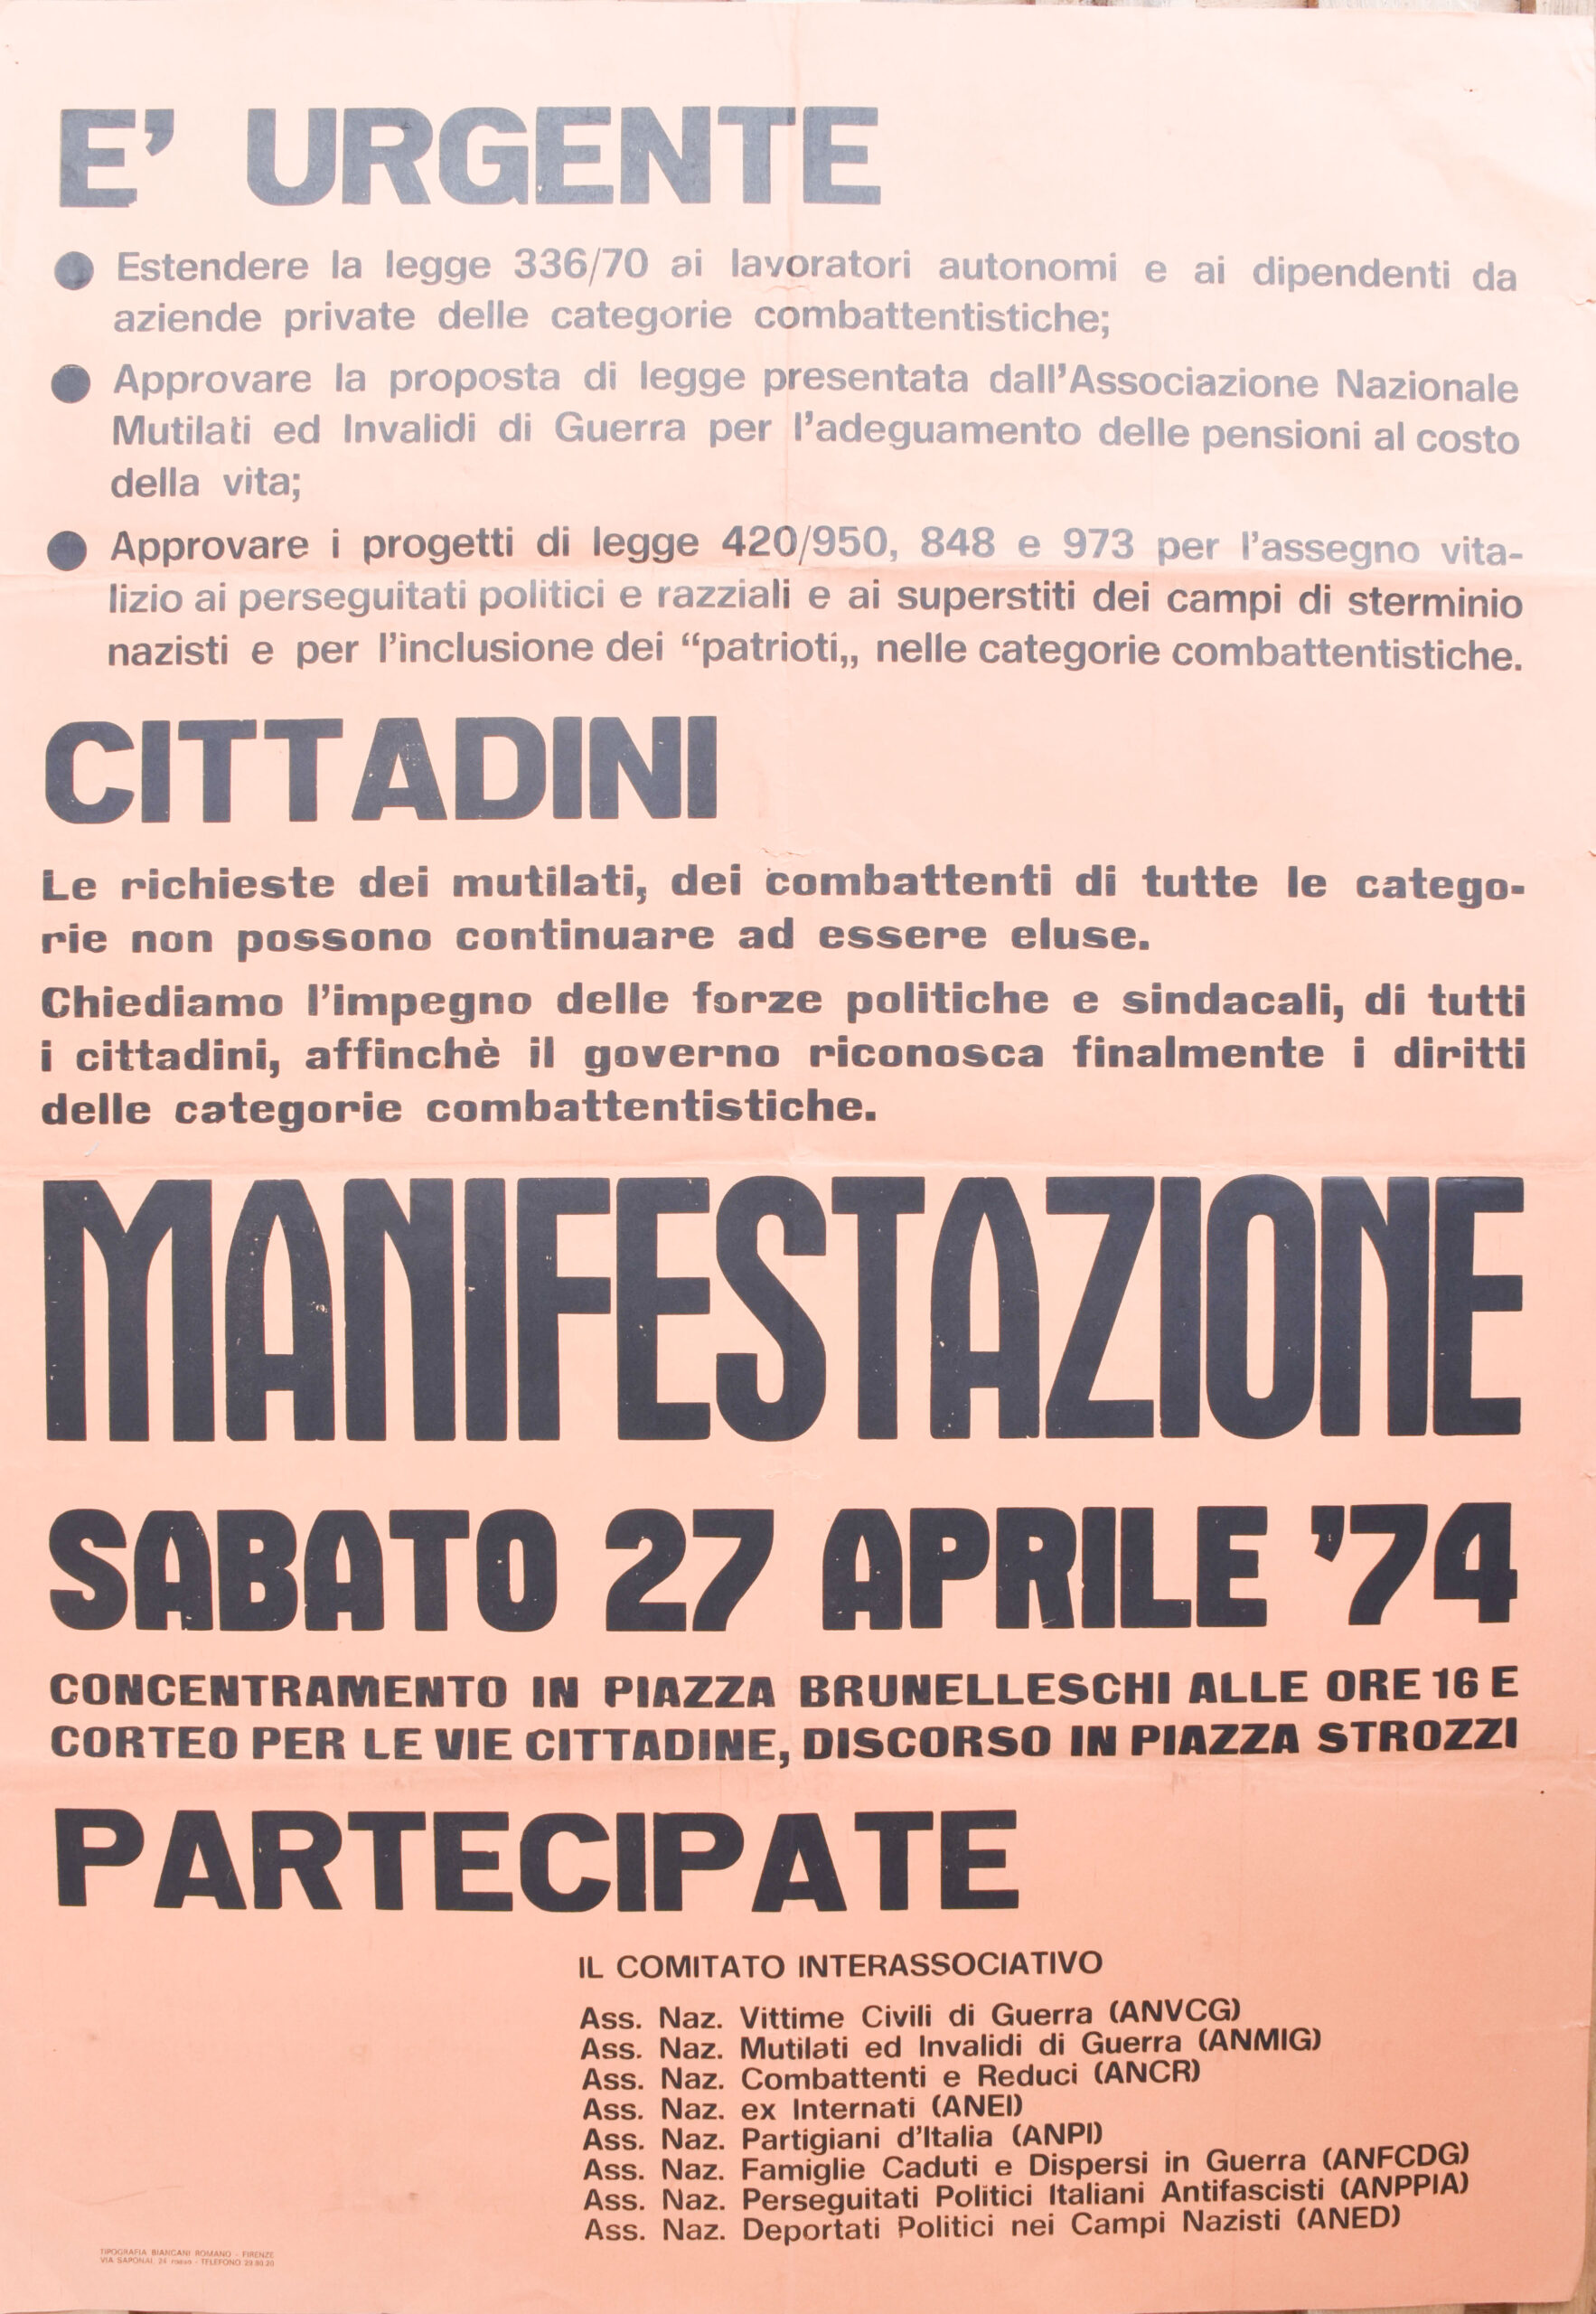 E' URGENTE
● Estendere la legge 336/70 ai lavoratori autonomi e ai dipendenti da
aziende private delle categorie combattentistiche;
● Approvare la proposta di legge presentata dall'Associazione Nazionale
Mutilati ed Invalidi di Guerra per l'adeguamento delle pensioni al costo
della vita;
● Approvare i progetti di legge 420/950, 848 e 973 per l'assegno vita-
lizio ai perseguitati politici e razziali e ai superstiti dei campi di sterminio
nazisti e per l'inclusione dei “patrioti„ nelle categorie combattentistiche.
CITTADINI
Le richieste dei mutilati, dei combattenti di tutte le catego-
rie non possono continuare ad essere eluse.
Chiediamo l'impegno delle forze politiche e sindacali, di tutti
i cittadini, affinchè il governo riconosca finalmente i diritti
delle categorie combattentistiche.
MANIFESTAZIONE
SABATO 27 APRILE '74
CONCENTRAMENTO IN PIAZZA BRUNELLESCHI ALLE ORE 16 E
CORTEO PER LE VIE CITTADINE, DISCORSO IN PIAZZA STROZZI
PARTECIPATE
IL COMITATO INTERASSOCIATIVO
Ass. Naz. Vittime Civili di Guerra (ANVCG)
Ass. Naz. Mutilati ed Invalidi di Guerra (ANMIG)
Ass. Naz. Combattenti e Reduci (ANCR)
Ass. Naz. ex Internati (ANEI)
Ass. Naz. Partigiani d'Italia (ANPI)
Ass. Naz. Famiglie Caduti e Dispersi in Guerra (ANFCDG)
Ass. Naz. Perseguitati Politici Italiani Antifascisti (ANPPIA)
Ass. Naz. Deportati Politici nei Campi Nazisti (ANED)
TIPOGRAFIA BIANCANI ROMANO - FIRENZE
VIA SAPONAI, rosso - TELEFONO